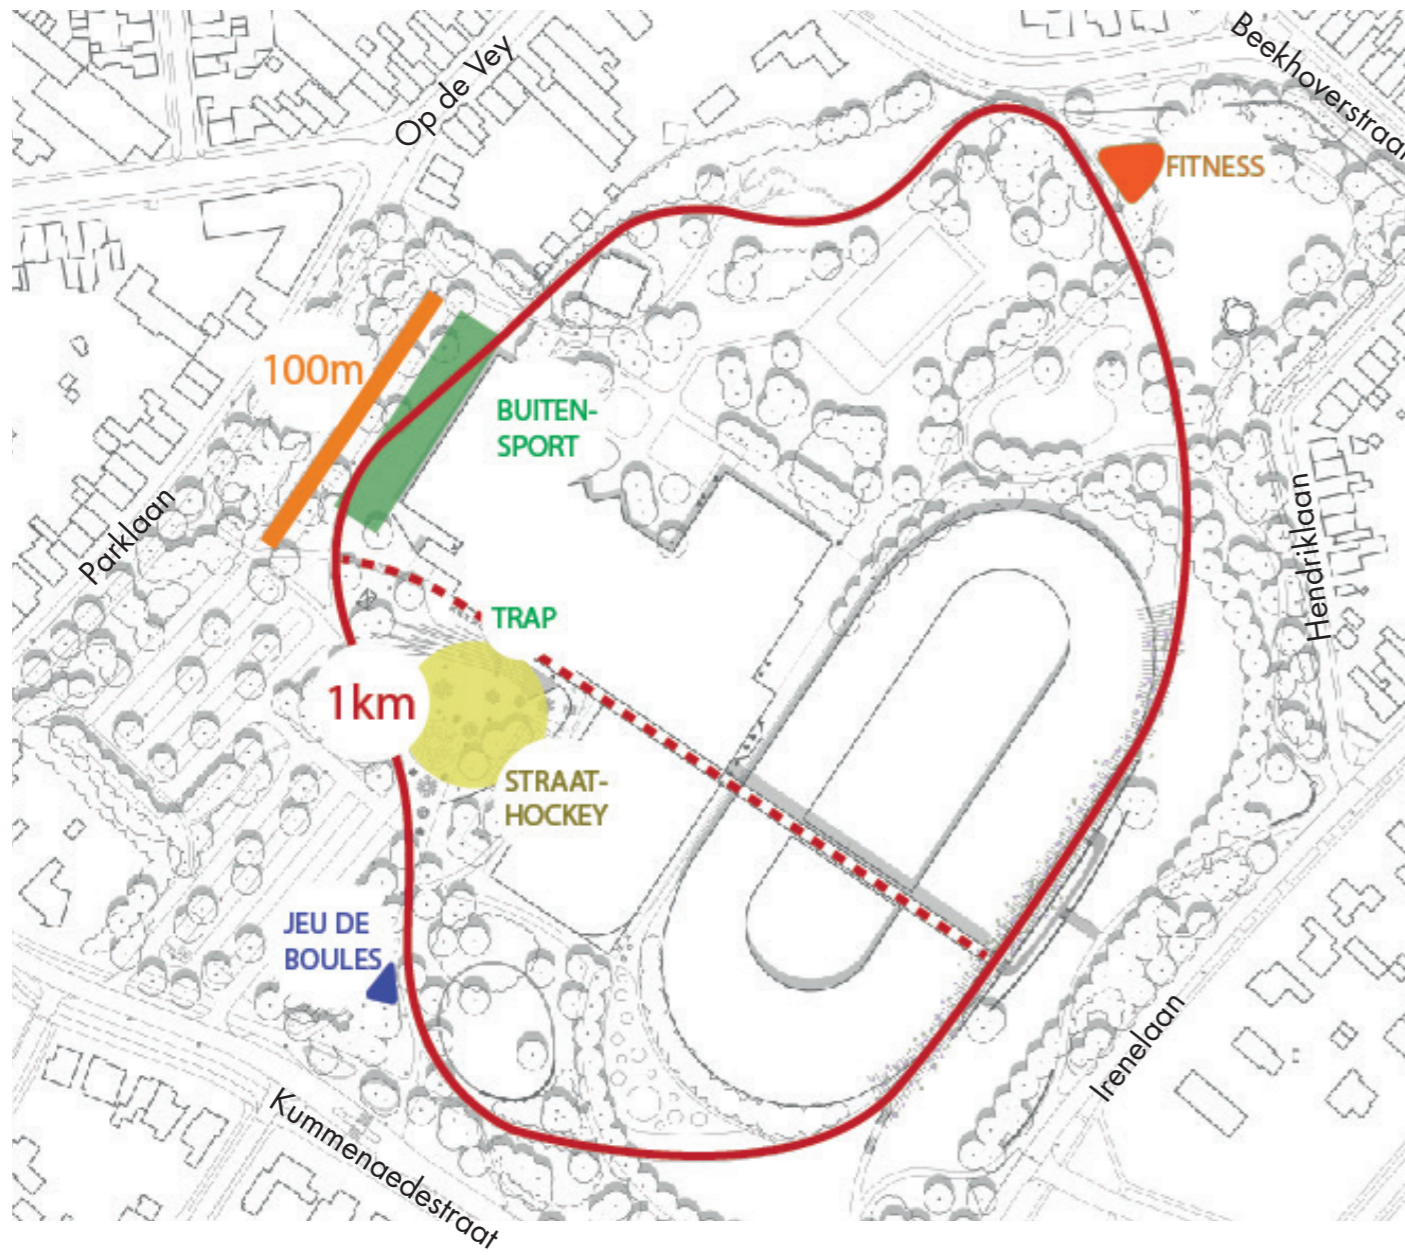 Beekhoverstraat
Op de Vey
FITNESS
100m
BUITEN-
SPORT
Parklaan
Hendriklaan
TRAP
1km
STRAAT-
HOCKEY
JEU DE
BOULES
Irenelaan
Kummenaedestraat